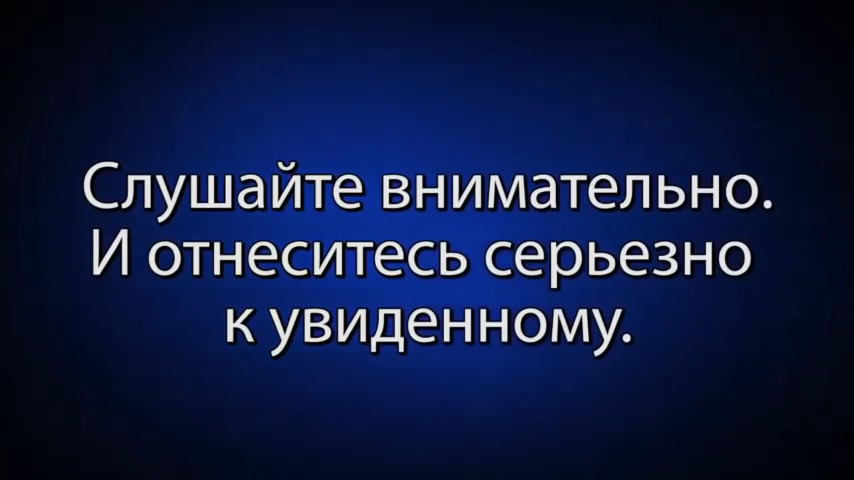 Слушайте внимательно.
И отнеситесь серьезно
к увиденному.